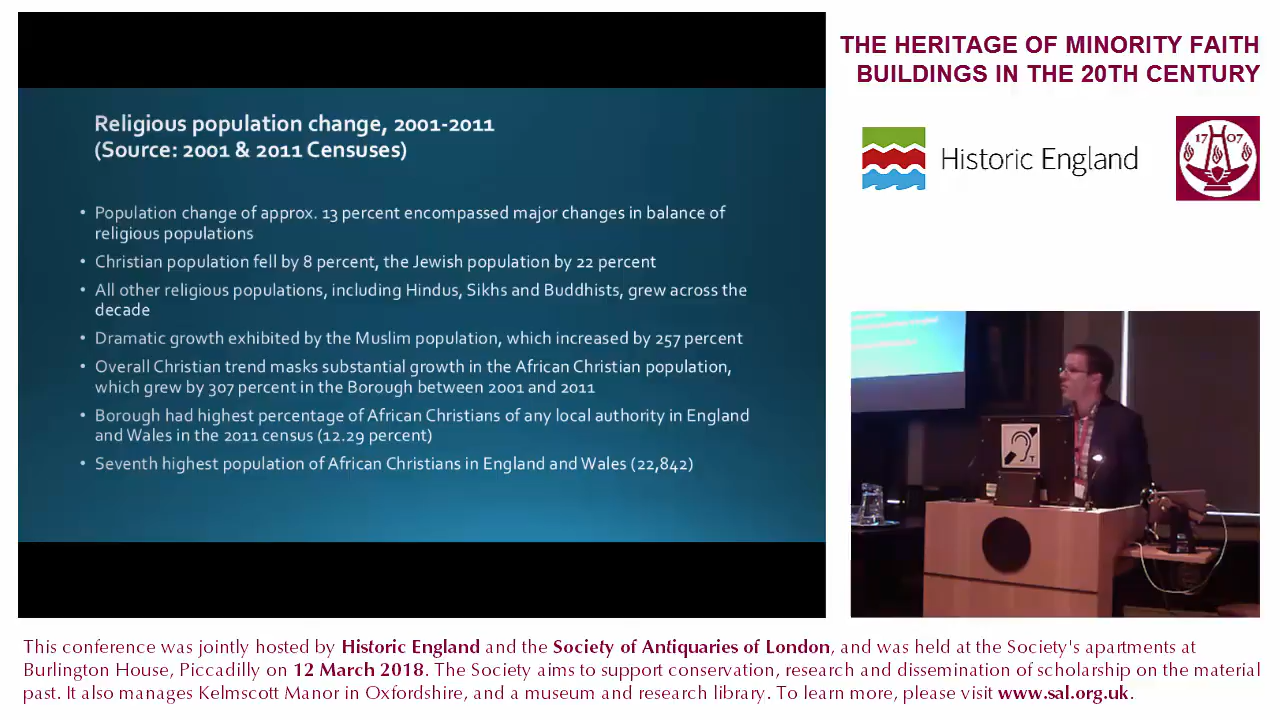 Religious population change, 2001-2011
(Source: 2001 & 2011 Censuses)
• Population change of approx. 13 percent encompassed major changes in balance of
religious populations
• Christian population fell by 8 percent, the Jewish population by 22 percent
• All other religious populations, including Hindus, Sikhs and Buddhists, grew across the
decade
• Dramatic growth exhibited by the Muslim population, which increased by 257 percent
• Overall Christian trend masks substantial growth in the African Christian population,
which grew by 307 percent in the Borough between 2001 and 2011
• Borough had highest percentage of African Christians of any local authority in England
and Wales in the 2011 census (12.29 percent)
• Seventh highest population of African Christians in England and Wales (22,842)
THE HERITAGE OF MINORITY FAITH
BUILDINGS IN THE 20TH CENTURY
Historic England
1707
T
This conference was jointly hosted by Historic England and the Society of Antiquaries of London, and was held at the Society's apartments at
Burlington House, Piccadilly on 12 March 2018. The Society aims to support conservation, research and dissemination of scholarship on the material
past. It also manages Kelmscott Manor in Oxfordshire, and a museum and research library. To learn more, please visit www.sal.org.uk.